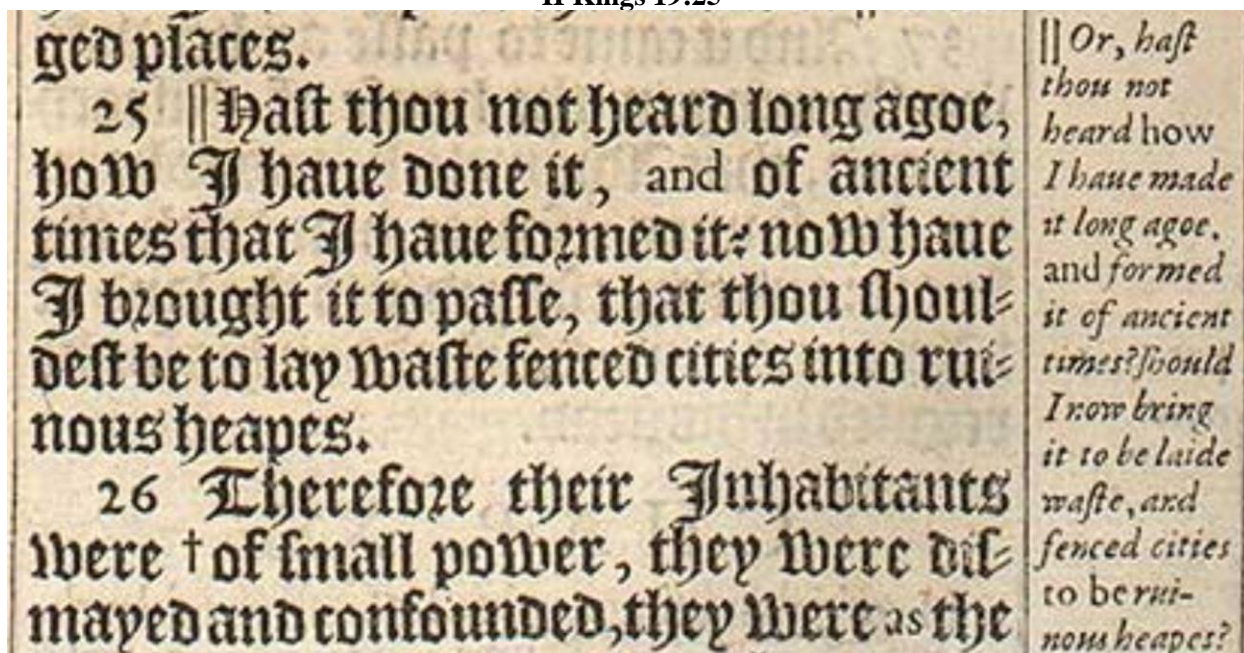 II Kings 19:25
ged places.
25 ||Haſt thou not heard long agoe,
how I haue done it, and of ancient
times that I haue formed it? now haue
I brought it to paſſe, that thou ſhoul-
deſt be to lay waſte fenced cities into rui-
nous heapes.
26 Therefore their Inhabitants
were †of ſmall power, they were diſ-
mayed and confounded, they were as the
|| Or, haſt
thou not
heard how
I haue made
it long agoe,
and formed
it of ancient
times? ſhould
I now bring
it to be laide
waſte, and
fenced cities
to be rui-
nous heapes?